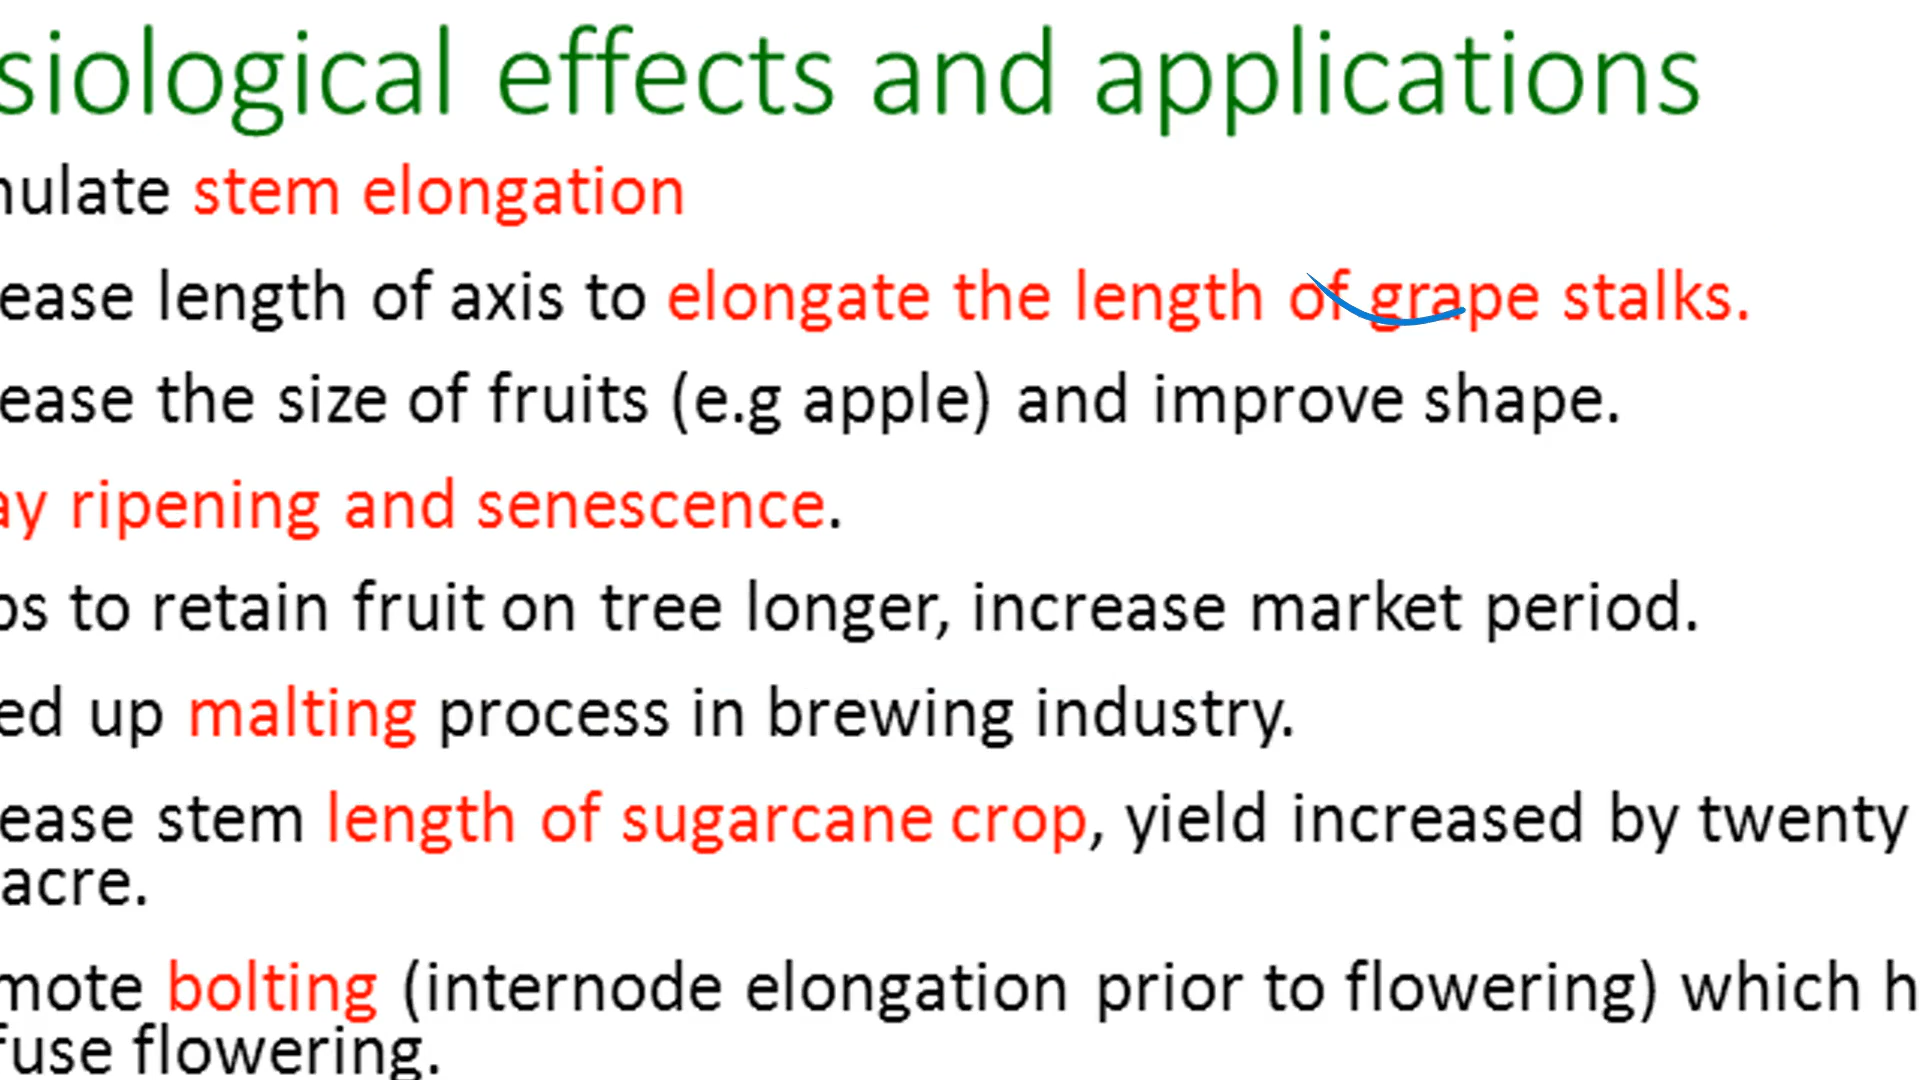 siological effects and applications
mulate stem elongation
ease length of axis to elongate the length of grape stalks.
ease the size of fruits (e.g apple) and improve shape.
ay ripening and senescence.
ps to retain fruit on tree longer, increase market period.
ed up malting process in brewing industry.
ease stem length of sugarcane crop, yield increased by twenty
acre.
mote bolting (internode elongation prior to flowering) which h
fuse flowering.